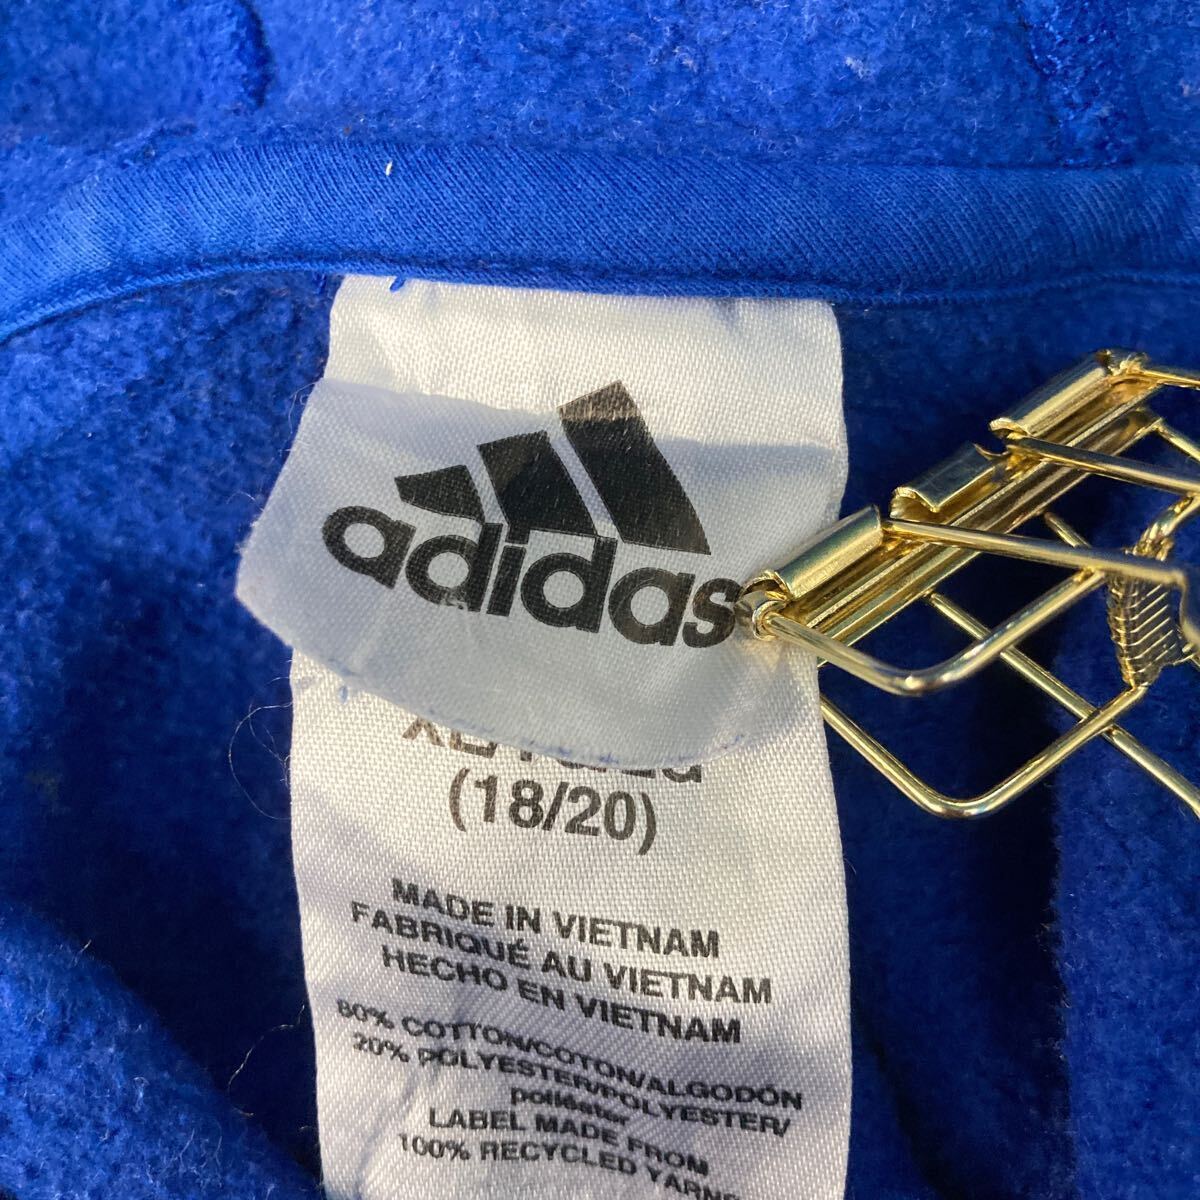 adidas
(18/20)
MADE IN VIETNAM
FABRIQUÉ AU VIETNAM
HECHO EN VIETNAM
80% COTTON/COTON/ALGODÓN
20% POLYESTER/POLYESTER/
poliéster
LABEL MADE FROM
100% RECYCLED YARNS